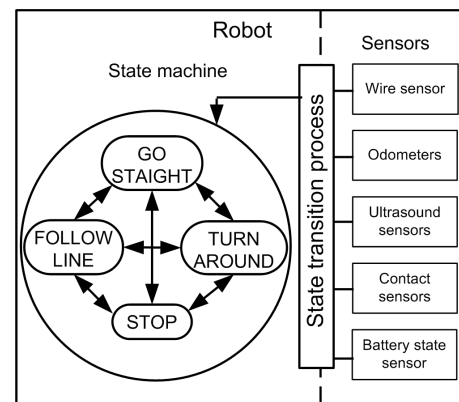 Robot
Sensors
State machine
State transition process
Wire sensor
Odometers
Ultrasound
sensors
Contact
sensors
Battery state
sensor
GO
STAIGHT
FOLLOW
LINE
TURN
AROUND
STOP